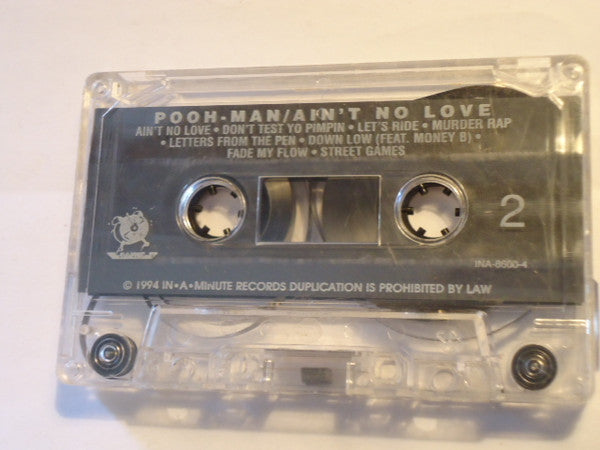 POOH-MAN/AIN'T NO LOVE
AIN'T NO LOVE • DON'T TEST YO PIMPIN • LET'S RIDE • MURDER RAP
• LETTERS FROM THE PEN • DOWN LOW (FEAT. MONEY B) •
FADE MY FLOW • STREET GAMES
2
INA-8600-4
© 1994 IN•A•MINUTE RECORDS DUPLICATION IS PROHIBITED BY LAW